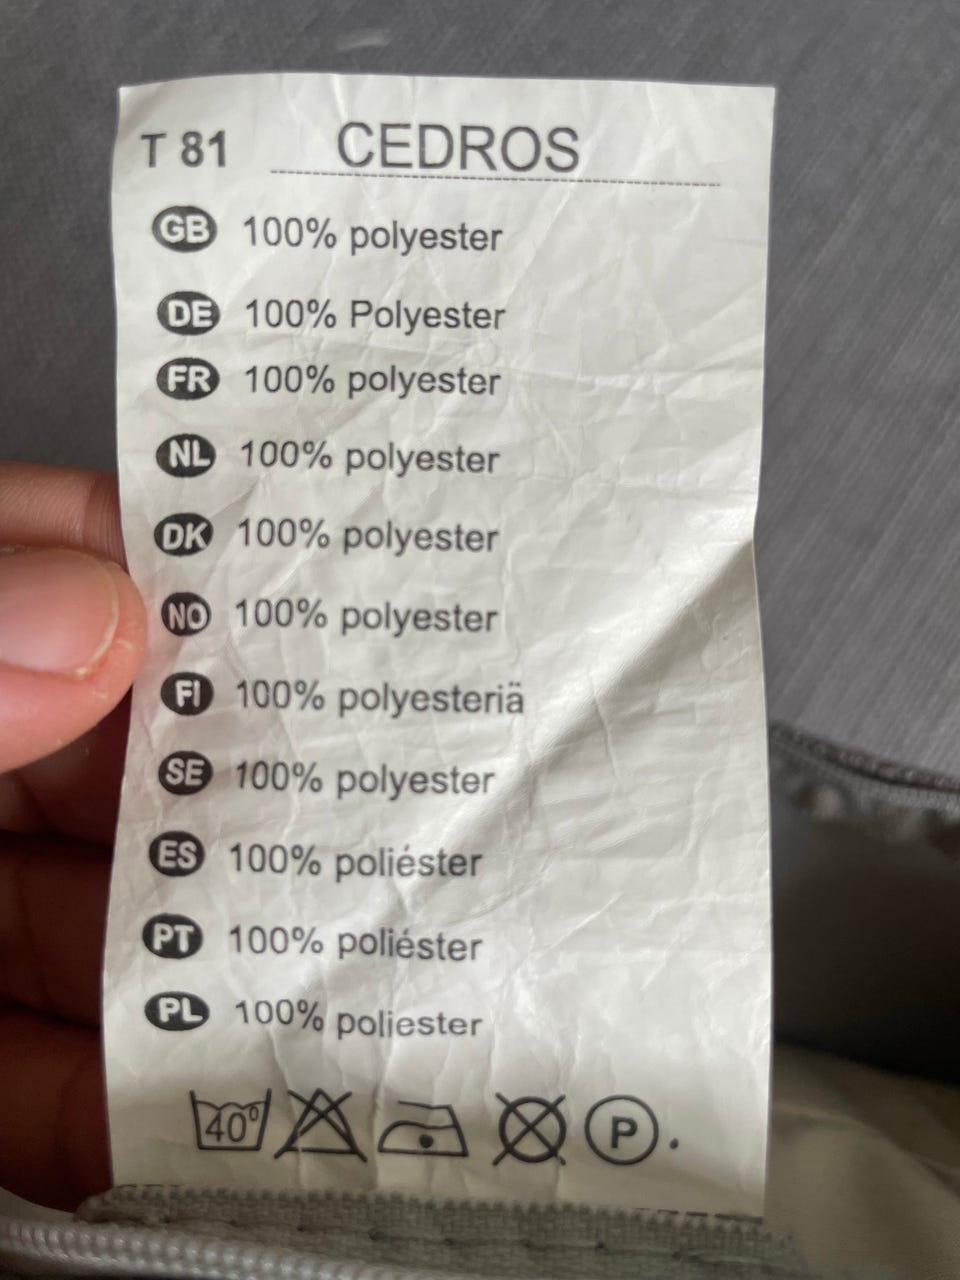 T 81 CEDROS
GB 100% polyester
DE 100% Polyester
FR 100% polyester
NL 100% polyester
DK 100% polyester
NO 100% polyester
FI 100% polyesteriä
SE 100% polyester
ES 100% poliéster
PT 100% poliéster
PL 100% poliester
40° P .